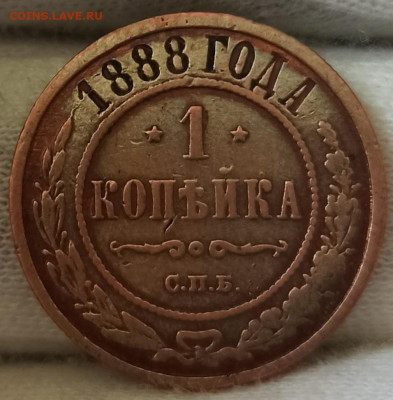 COINS.LAVE.RU
1888 ГОДА
1
КОПѢЙКА
С.П.Б.